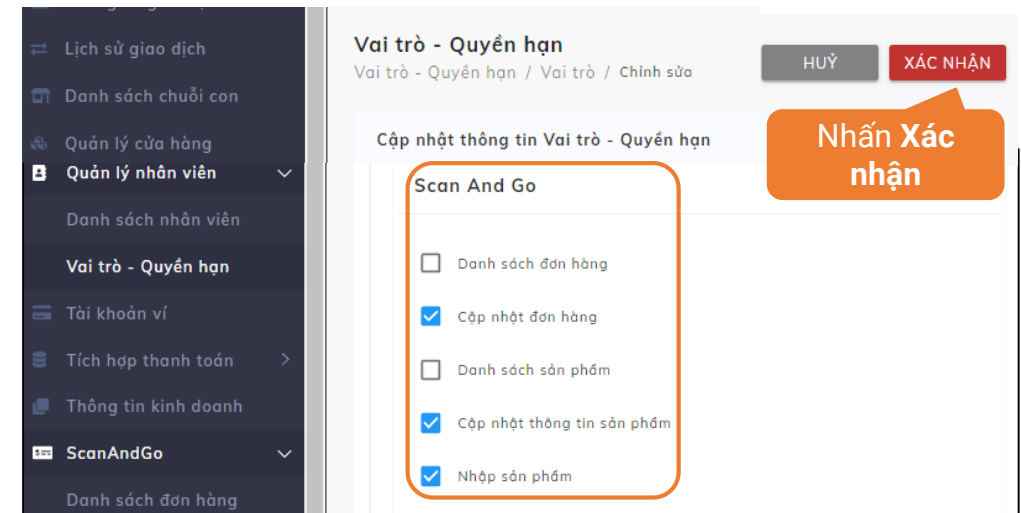 Lịch sử giao dịch
Danh sách chuỗi con
Quản lý cửa hàng
Quản lý nhân viên
Danh sách nhân viên
Vai trò - Quyền hạn
Tài khoản ví
Tích hợp thanh toán
Thông tin kinh doanh
ScanAndGo
Danh sách đơn hàng
Vai trò - Quyền hạn
Vai trò - Quyền hạn / Vai trò / Chỉnh sửa
HUỶ
XÁC NHẬN
Nhấn Xác
nhận
Cập nhật thông tin Vai trò - Quyền hạn
Scan And Go
Danh sách đơn hàng
Cập nhật đơn hàng
Danh sách sản phẩm
Cập nhật thông tin sản phẩm
Nhập sản phẩm